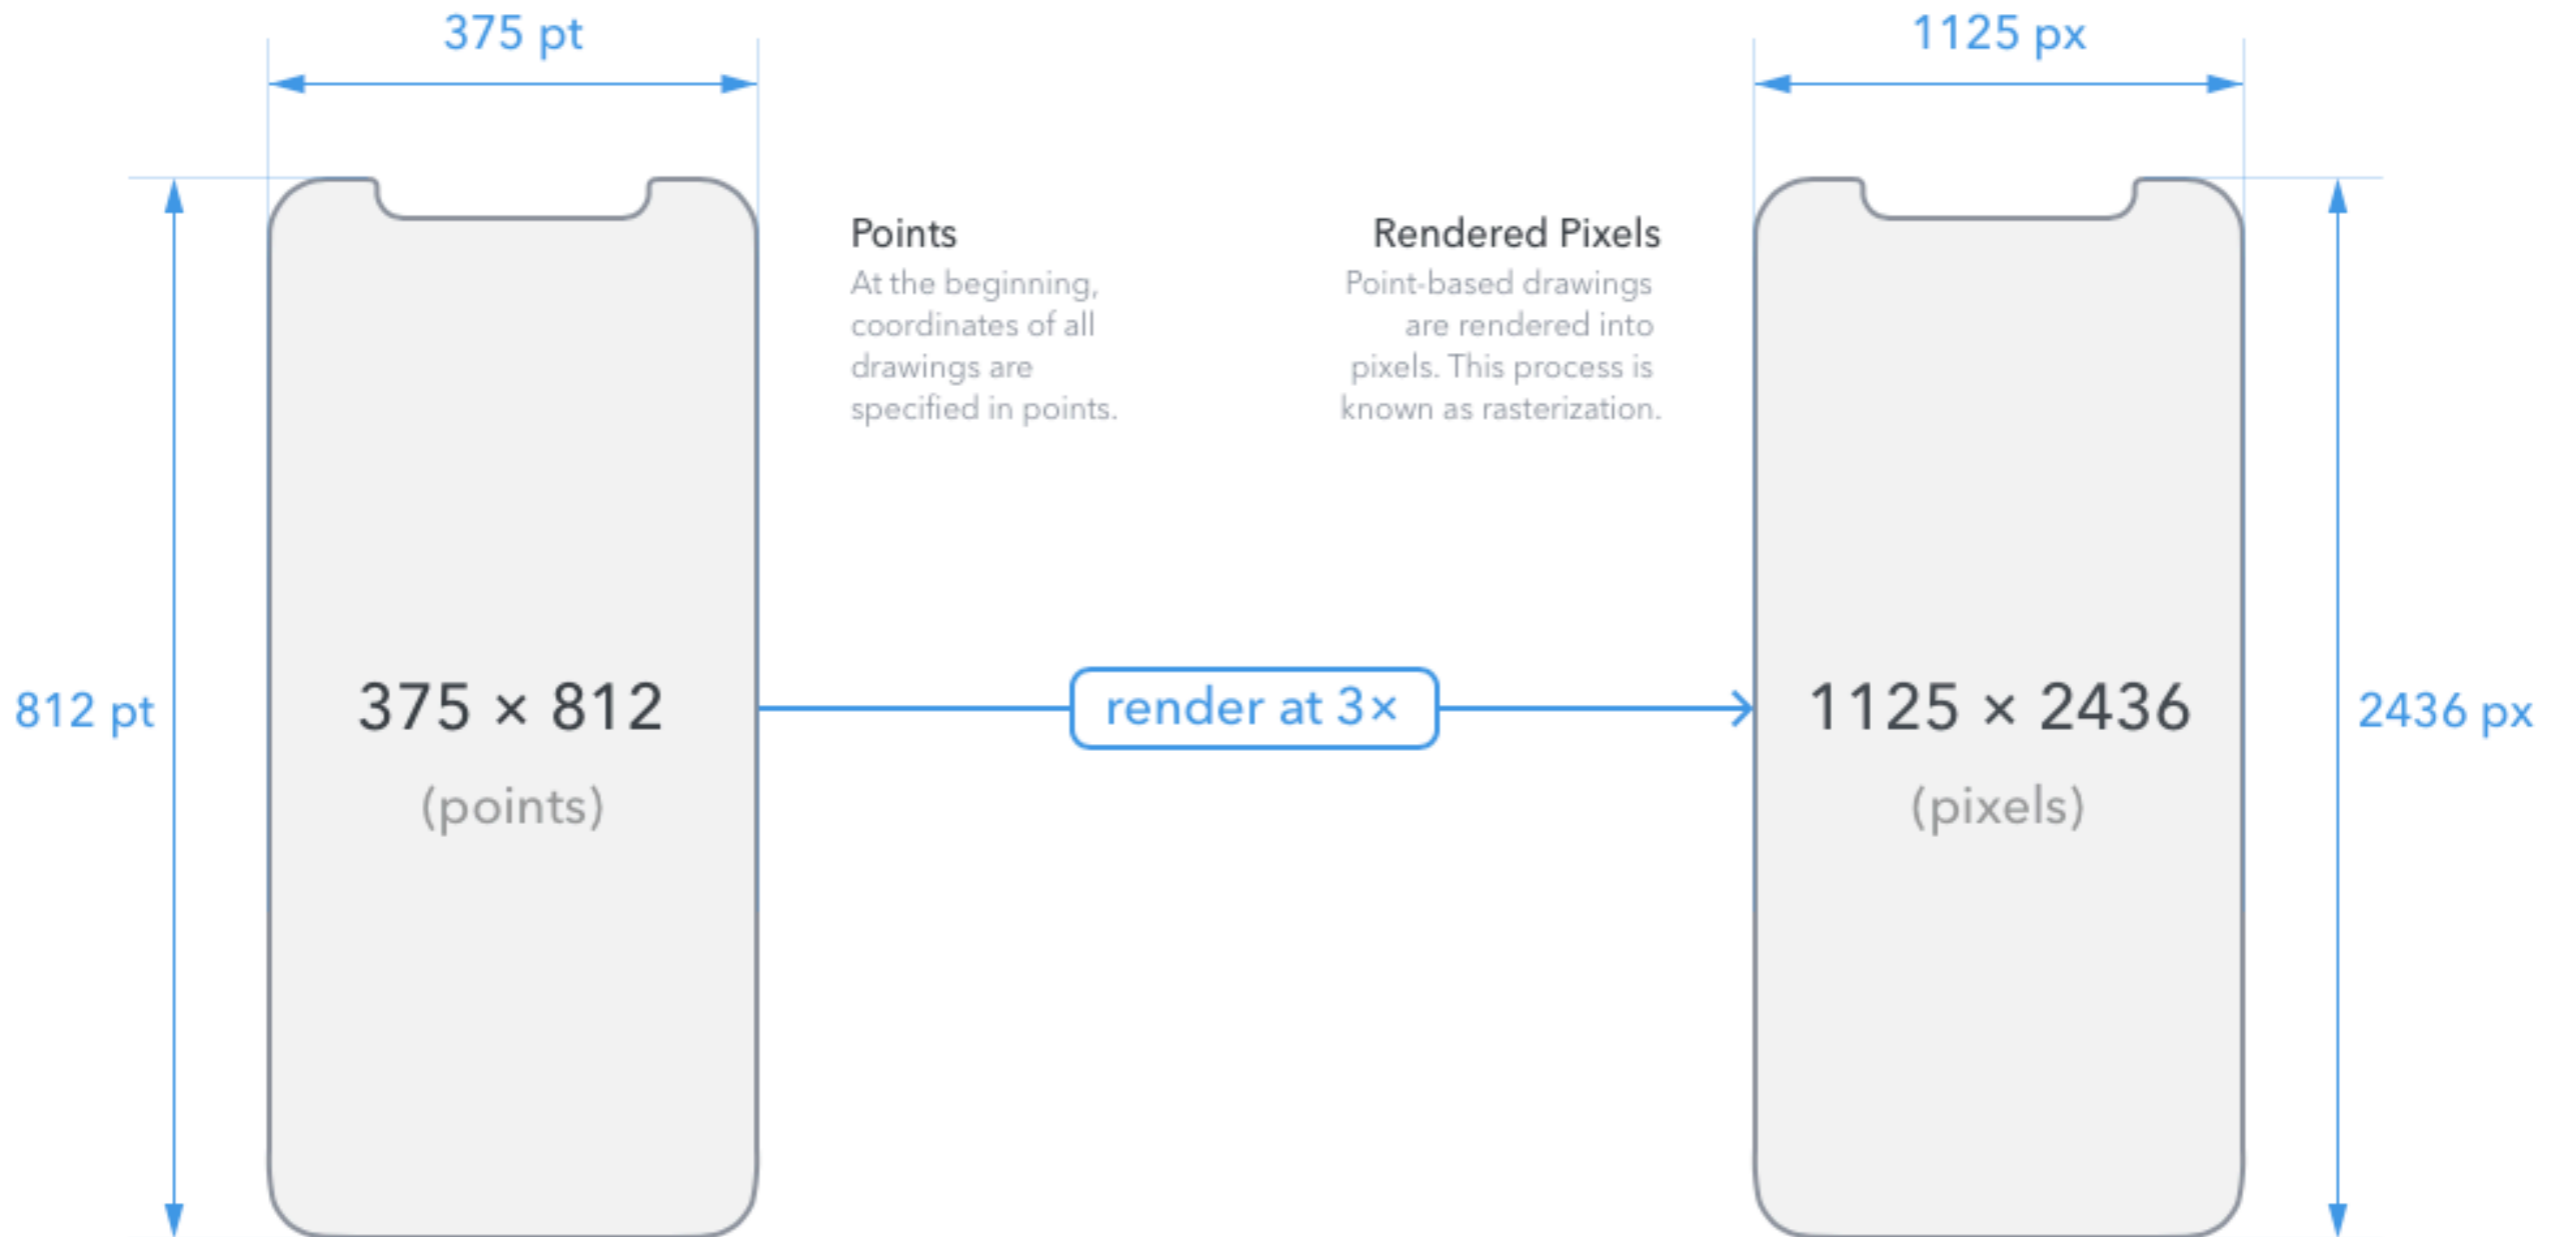 375 pt
1125 px
Points
At the beginning,
coordinates of all
drawings are
specified in points.
Rendered Pixels
Point-based drawings
are rendered into
pixels. This process is
known as rasterization.
812 pt
375 × 812
(points)
render at 3×
1125 × 2436
(pixels)
2436 px